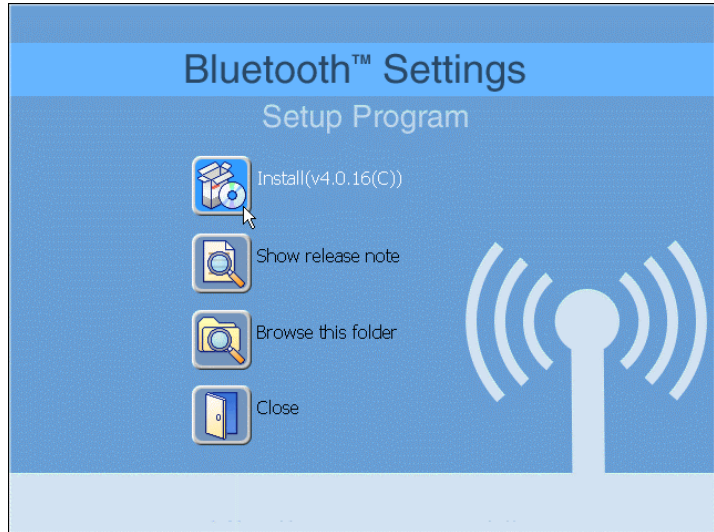 Bluetooth™ Settings
Setup Program
Install(v4.0.16(C))
Show release note
Browse this folder
Close